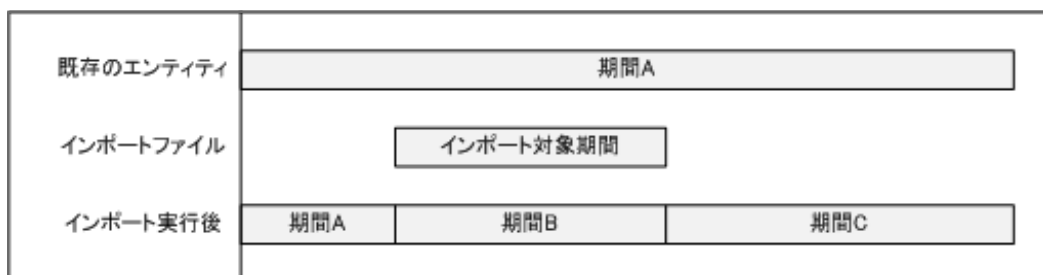 既存のエンティティ 期間A
インポートファイル インポート対象期間
インポート実行後 期間A 期間B 期間C